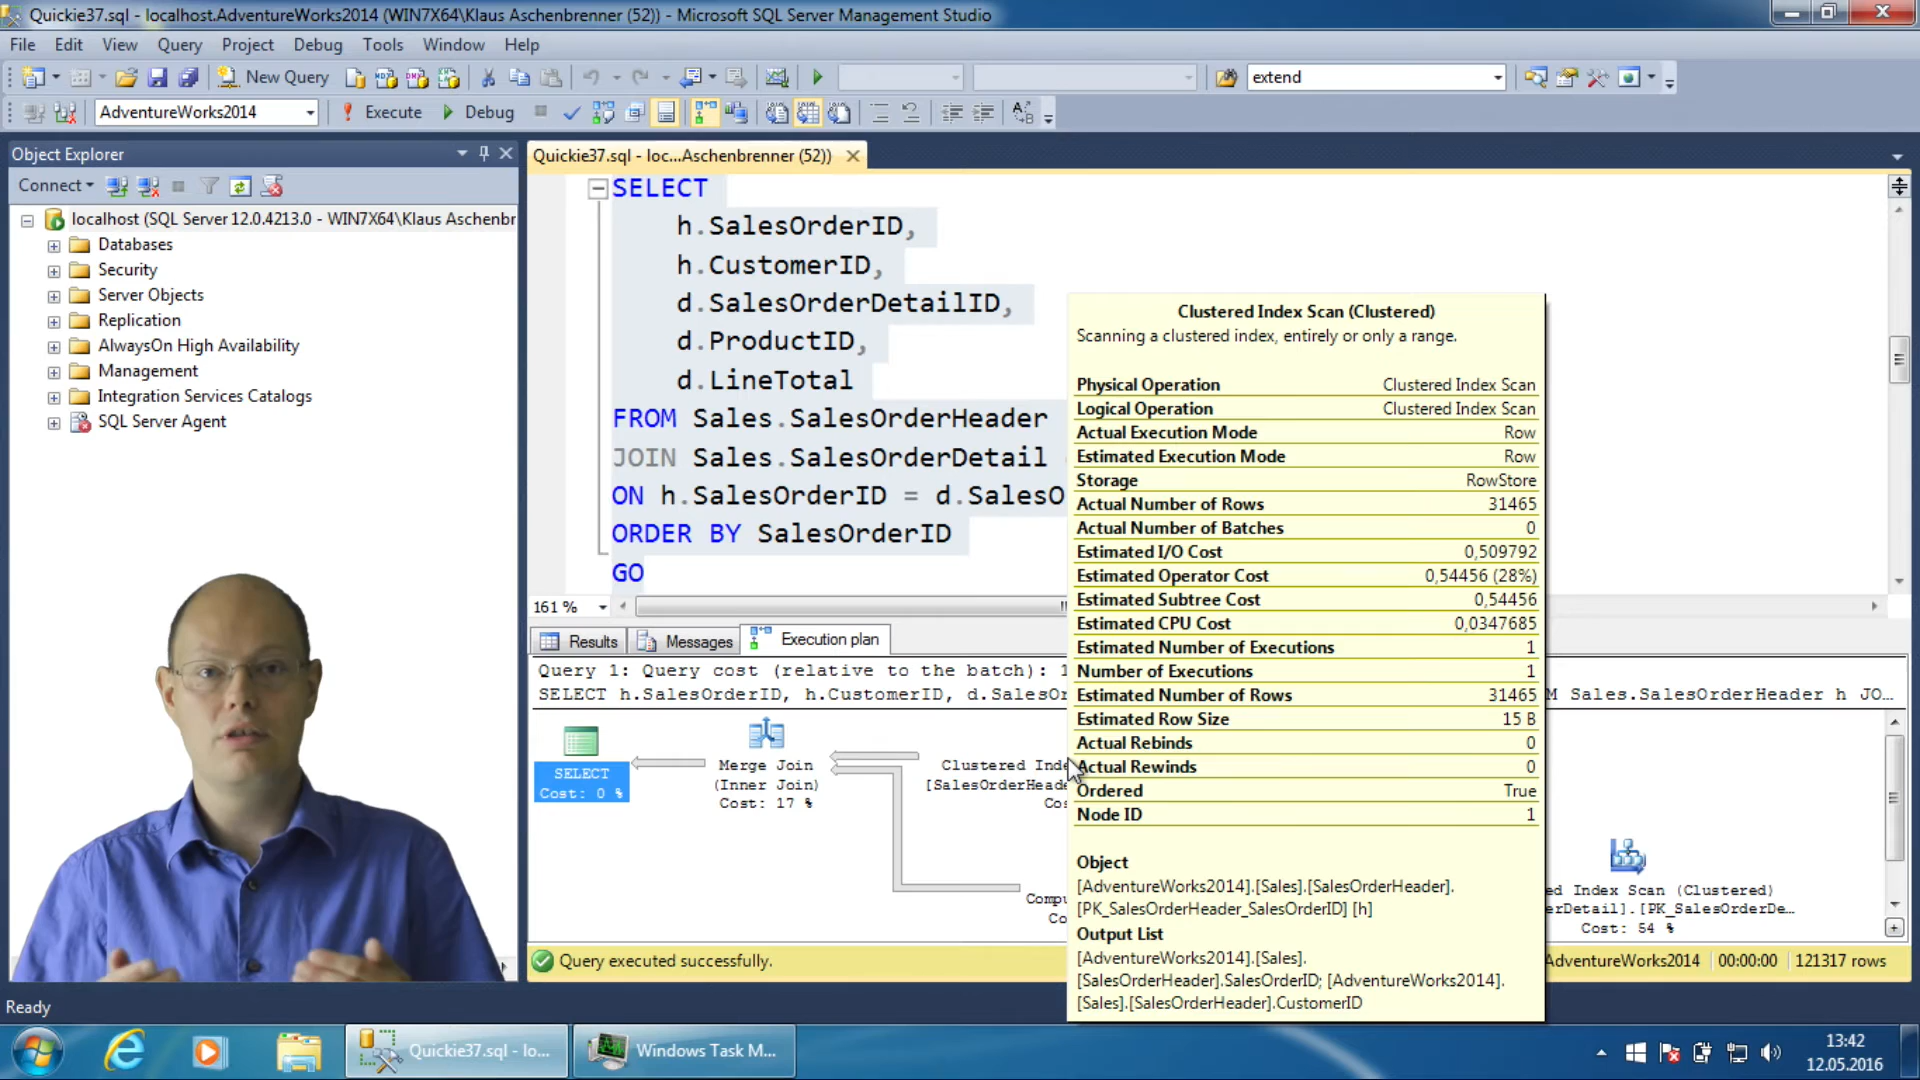 Quickie37.sql - localhost.AdventureWorks2014 (WIN7X64\Klaus Aschenbrenner (52)) - Microsoft SQL Server Management Studio
File Edit View Query Project Debug Tools Window Help
New Query extend
AdventureWorks2014 Execute Debug
Object Explorer
Connect
localhost (SQL Server 12.0.4213.0 - WIN7X64\Klaus Aschenbr
Databases
Security
Server Objects
Replication
AlwaysOn High Availability
Management
Integration Services Catalogs
SQL Server Agent
Quickie37.sql - loc...Aschenbrenner (52))
SELECT
h.SalesOrderID,
h.CustomerID,
d.SalesOrderDetailID,
d.ProductID,
d.LineTotal
FROM Sales.SalesOrderHeader
JOIN Sales.SalesOrderDetail
ON h.SalesOrderID = d.SalesO
ORDER BY SalesOrderID
GO
161 %
Results Messages Execution plan
Query 1: Query cost (relative to the batch): 1
SELECT h.SalesOrderID, h.CustomerID, d.SalesOr
M Sales.SalesOrderHeader h JO...
SELECT
Cost: 0 %
Merge Join
(Inner Join)
Cost: 17 %
Clustered Inde
[SalesOrderHeade
Cos
Compu
Co
ed Index Scan (Clustered)
erDetail].[PK_SalesOrderDe…
Cost: 54 %
Clustered Index Scan (Clustered)
Scanning a clustered index, entirely or only a range.
Physical Operation Clustered Index Scan
Logical Operation Clustered Index Scan
Actual Execution Mode Row
Estimated Execution Mode Row
Storage RowStore
Actual Number of Rows 31465
Actual Number of Batches 0
Estimated I/O Cost 0,509792
Estimated Operator Cost 0,54456 (28%)
Estimated Subtree Cost 0,54456
Estimated CPU Cost 0,0347685
Estimated Number of Executions 1
Number of Executions 1
Estimated Number of Rows 31465
Estimated Row Size 15 B
Actual Rebinds 0
Actual Rewinds 0
Ordered True
Node ID 1
Object
[AdventureWorks2014].[Sales].[SalesOrderHeader].
[PK_SalesOrderHeader_SalesOrderID] [h]
Output List
[AdventureWorks2014].[Sales].
[SalesOrderHeader].SalesOrderID; [AdventureWorks2014].
[Sales].[SalesOrderHeader].CustomerID
Query executed successfully.
AdventureWorks2014 00:00:00 121317 rows
Ready
Quickie37.sql - lo... Windows Task M...
13:42
12.05.2016